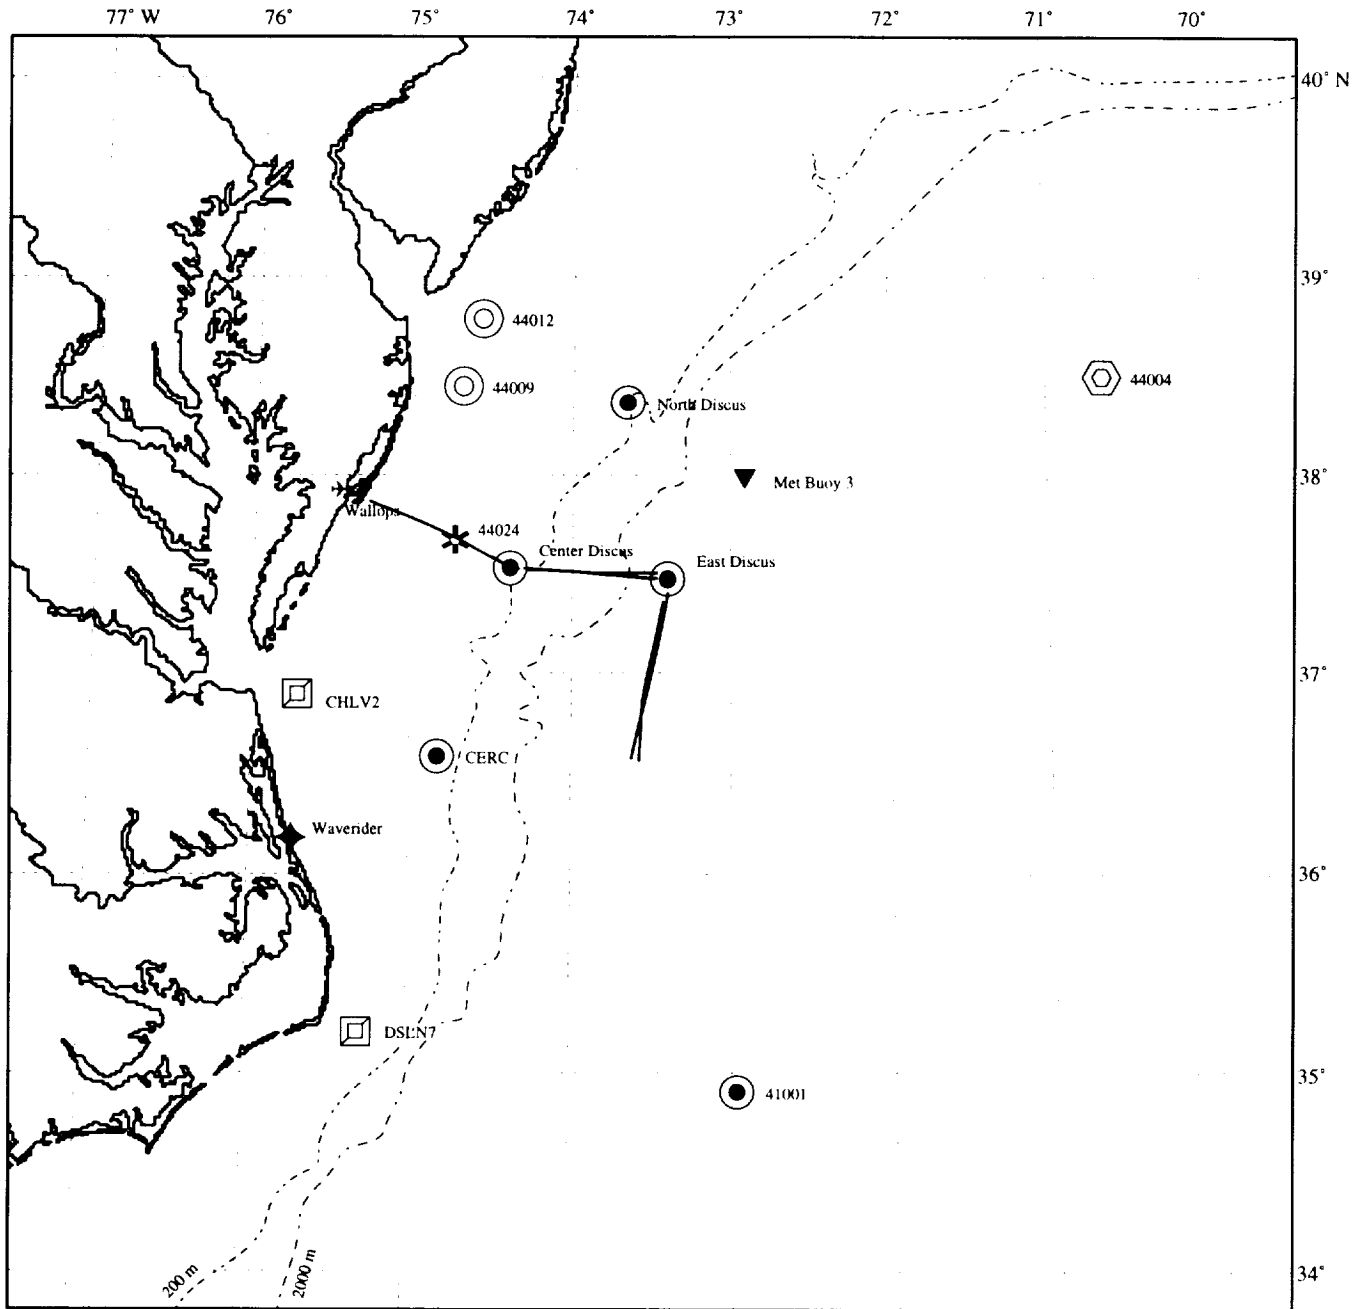 77° W 76° 75° 74° 73° 72° 71° 70°
40° N
39°
44012
44009
44004
North Discus
38°
Met Buoy 3
Wallops
44024
Center Discus
East Discus
37°
CHLV2
CERC
Waverider
36°
DSLN7
35°
41001
200 m
2000 m
34°